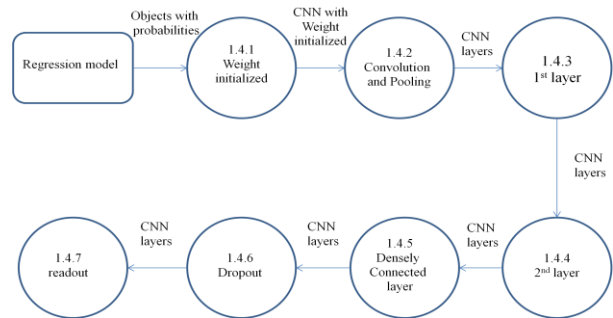 Objects with
probabilities
CNN with
Weight
initialized
CNN
layers
Regression model
1.4.1
Weight
initialized
1.4.2
Convolution
and Pooling
1.4.3
1st layer
CNN
layers
CNN
layers
CNN
layers
CNN
layers
CNN
layers
1.4.7
readout
1.4.6
Dropout
1.4.5
Densely
Connected
layer
1.4.4
2nd layer